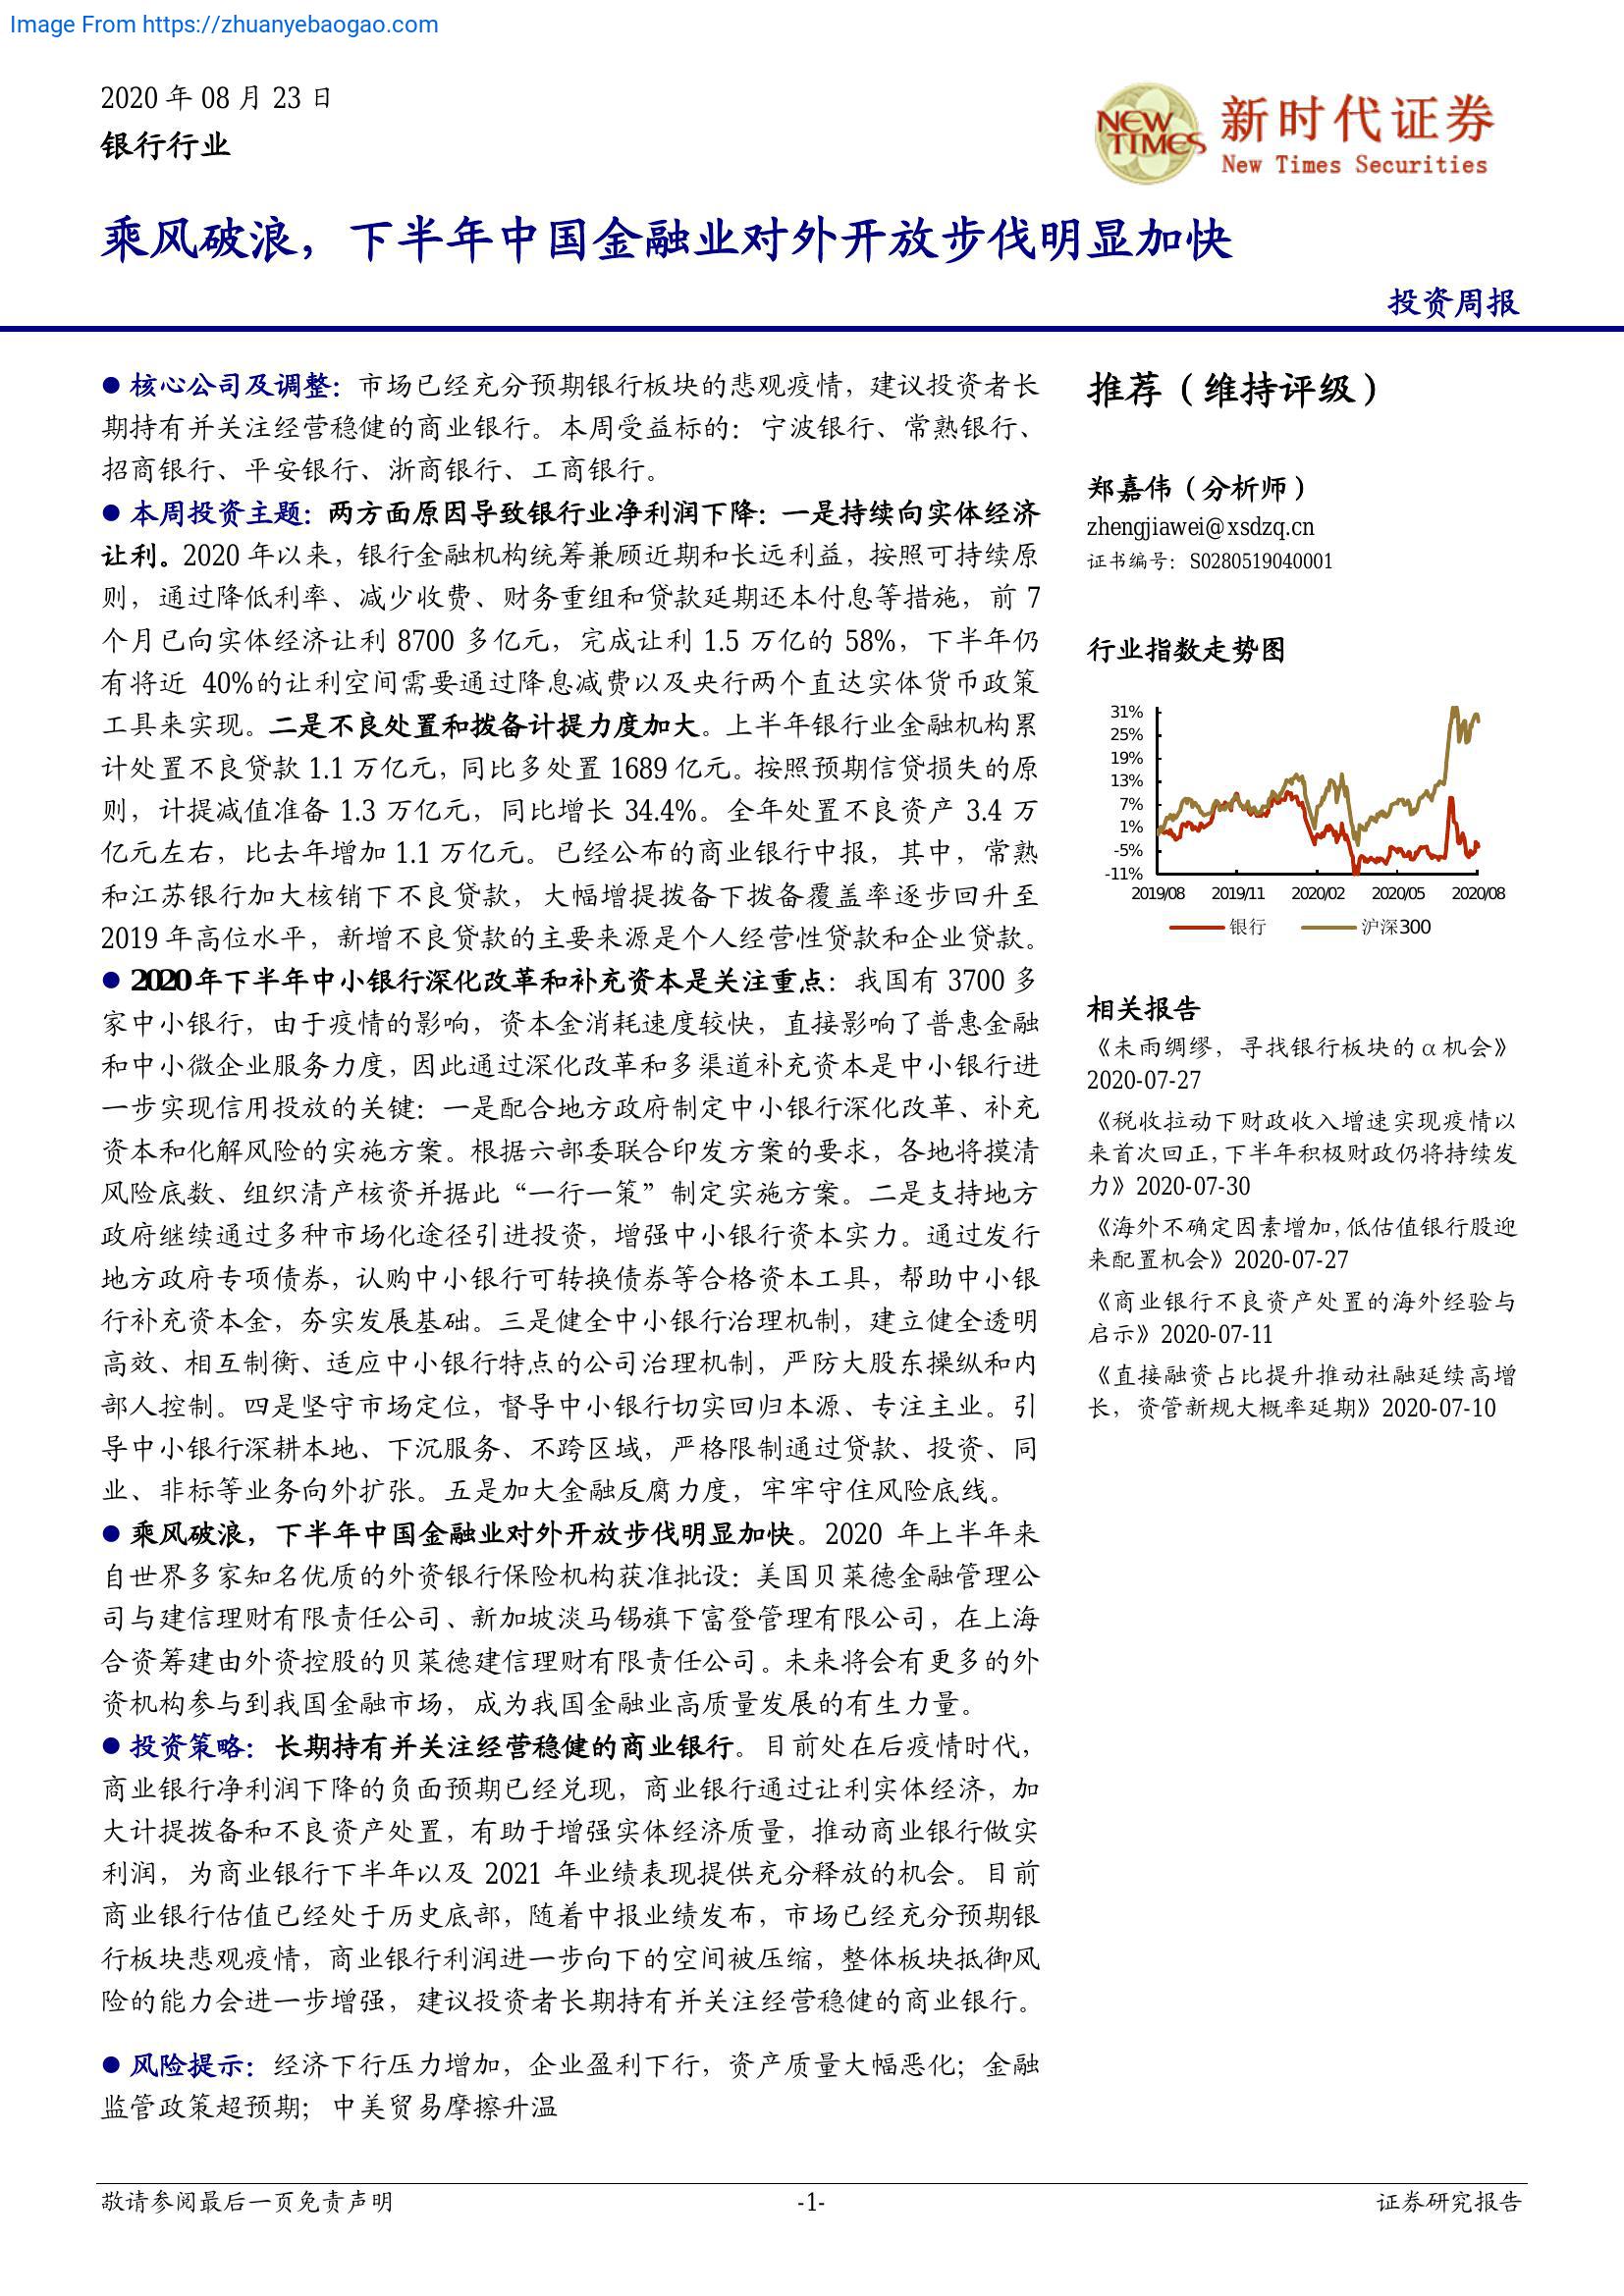 Image From https://zhuanyebaogao.com
2020 年 08 月 23 日
银行行业
NEW TIMES
新时代证券
New Times Securities
乘风破浪，下半年中国金融业对外开放步伐明显加快
投资周报
● 核心公司及调整：市场已经充分预期银行板块的悲观疫情，建议投资者长
期持有并关注经营稳健的商业银行。本周受益标的：宁波银行、常熟银行、
招商银行、平安银行、浙商银行、工商银行。
● 本周投资主题：两方面原因导致银行业净利润下降：一是持续向实体经济
让利。2020 年以来，银行金融机构统筹兼顾近期和长远利益，按照可持续原
则，通过降低利率、减少收费、财务重组和贷款延期还本付息等措施，前 7
个月已向实体经济让利 8700 多亿元，完成让利 1.5 万亿的 58%，下半年仍
有将近 40%的让利空间需要通过降息减费以及央行两个直达实体货币政策
工具来实现。二是不良处置和拨备计提力度加大。上半年银行业金融机构累
计处置不良贷款 1.1 万亿元，同比多处置 1689 亿元。按照预期信贷损失的原
则，计提减值准备 1.3 万亿元，同比增长 34.4%。全年处置不良资产 3.4 万
亿元左右，比去年增加 1.1 万亿元。已经公布的商业银行中报，其中，常熟
和江苏银行加大核销下不良贷款，大幅增提拨备下拨备覆盖率逐步回升至
2019 年高位水平，新增不良贷款的主要来源是个人经营性贷款和企业贷款。
● 2020 年下半年中小银行深化改革和补充资本是关注重点：我国有 3700 多
家中小银行，由于疫情的影响，资本金消耗速度较快，直接影响了普惠金融
和中小微企业服务力度，因此通过深化改革和多渠道补充资本是中小银行进
一步实现信用投放的关键：一是配合地方政府制定中小银行深化改革、补充
资本和化解风险的实施方案。根据六部委联合印发方案的要求，各地将摸清
风险底数、组织清产核资并据此“一行一策”制定实施方案。二是支持地方
政府继续通过多种市场化途径引进投资，增强中小银行资本实力。通过发行
地方政府专项债券，认购中小银行可转换债券等合格资本工具，帮助中小银
行补充资本金，夯实发展基础。三是健全中小银行治理机制，建立健全透明
高效、相互制衡、适应中小银行特点的公司治理机制，严防大股东操纵和内
部人控制。四是坚守市场定位，督导中小银行切实回归本源、专注主业。引
导中小银行深耕本地、下沉服务、不跨区域，严格限制通过贷款、投资、同
业、非标等业务向外扩张。五是加大金融反腐力度，牢牢守住风险底线。
● 乘风破浪，下半年中国金融业对外开放步伐明显加快。2020 年上半年来
自世界多家知名优质的外资银行保险机构获准批设：美国贝莱德金融管理公
司与建信理财有限责任公司、新加坡淡马锡旗下富登管理有限公司，在上海
合资筹建由外资控股的贝莱德建信理财有限责任公司。未来将会有更多的外
资机构参与到我国金融市场，成为我国金融业高质量发展的有生力量。
● 投资策略：长期持有并关注经营稳健的商业银行。目前处在后疫情时代，
商业银行净利润下降的负面预期已经兑现，商业银行通过让利实体经济，加
大计提拨备和不良资产处置，有助于增强实体经济质量，推动商业银行做实
利润，为商业银行下半年以及 2021 年业绩表现提供充分释放的机会。目前
商业银行估值已经处于历史底部，随着中报业绩发布，市场已经充分预期银
行板块悲观疫情，商业银行利润进一步向下的空间被压缩，整体板块抵御风
险的能力会进一步增强，建议投资者长期持有并关注经营稳健的商业银行。
● 风险提示：经济下行压力增加，企业盈利下行，资产质量大幅恶化；金融
监管政策超预期；中美贸易摩擦升温
推荐（维持评级）
郑嘉伟（分析师）
zhengjiawei@xsdzq.cn
证书编号：S0280519040001
行业指数走势图
31%
25%
19%
13%
7%
1%
-5%
-11%
2019/08 2019/11 2020/02 2020/05 2020/08
银行 沪深300
相关报告
《未雨绸缪，寻找银行板块的 α 机会》
2020-07-27
《税收拉动下财政收入增速实现疫情以
来首次回正，下半年积极财政仍将持续发
力》2020-07-30
《海外不确定因素增加，低估值银行股迎
来配置机会》2020-07-27
《商业银行不良资产处置的海外经验与
启示》2020-07-11
《直接融资占比提升推动社融延续高增
长，资管新规大概率延期》2020-07-10
敬请参阅最后一页免责声明 -1- 证券研究报告